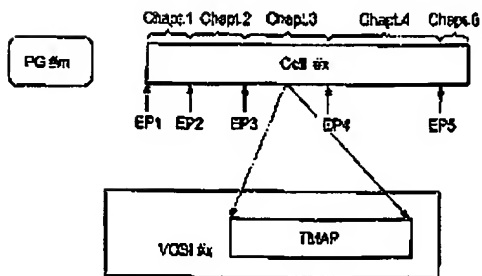 Chapt.1 Chapt.2 Chapt.3 Chapt.4 Chapt.5
PG #m
Cell #x
EP1 EP2 EP3 EP4 EP5
VOBI #x
TMAP